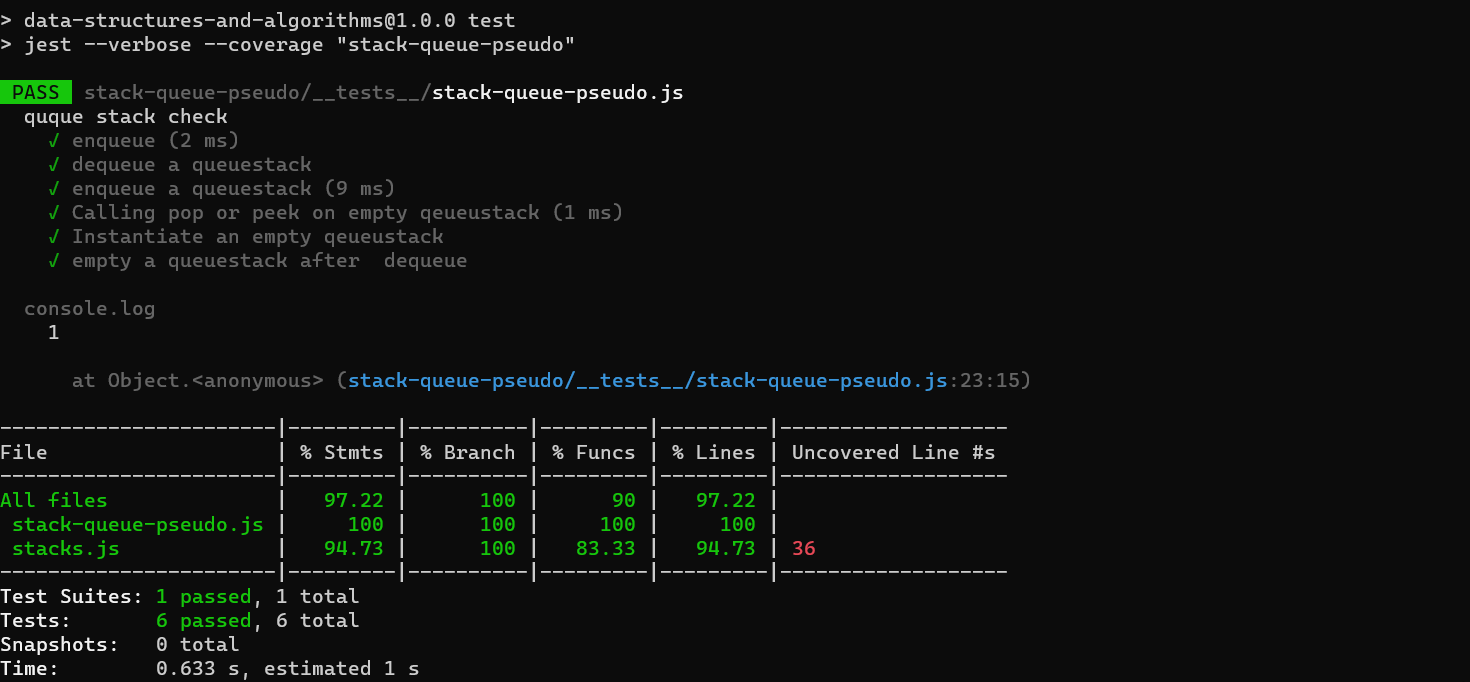 > data-structures-and-algorithms@1.0.0 test
> jest --verbose --coverage "stack-queue-pseudo"
PASS stack-queue-pseudo/__tests__/stack-queue-pseudo.js
quque stack check
√ enqueue (2 ms)
√ dequeue a queuestack
√ enqueue a queuestack (9 ms)
√ Calling pop or peek on empty qeueustack (1 ms)
√ Instantiate an empty qeueustack
√ empty a queuestack after  dequeue
console.log
1
at Object.<anonymous> (stack-queue-pseudo/__tests__/stack-queue-pseudo.js:23:15)
-----------------------|---------|----------|---------|---------|-------------------
File                   | % Stmts | % Branch | % Funcs | % Lines | Uncovered Line #s
-----------------------|---------|----------|---------|---------|-------------------
All files              |   97.22 |      100 |      90 |   97.22 |
 stack-queue-pseudo.js |     100 |      100 |     100 |     100 |
 stacks.js             |   94.73 |      100 |   83.33 |   94.73 | 36
-----------------------|---------|----------|---------|---------|-------------------
Test Suites: 1 passed, 1 total
Tests:       6 passed, 6 total
Snapshots:   0 total
Time:        0.633 s, estimated 1 s